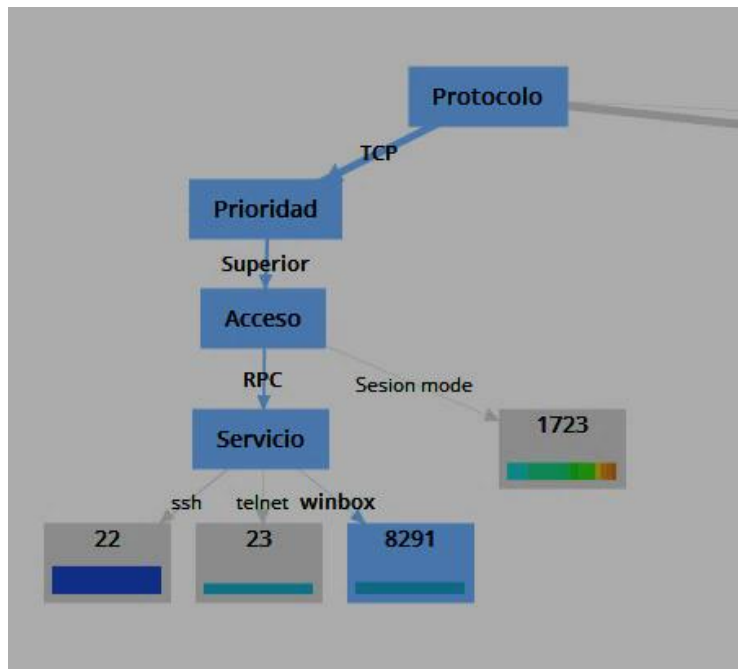 Protocolo
TCP
Prioridad
Superior
Acceso
RPC
Sesion mode
Servicio
1723
ssh
telnet
winbox
22
23
8291